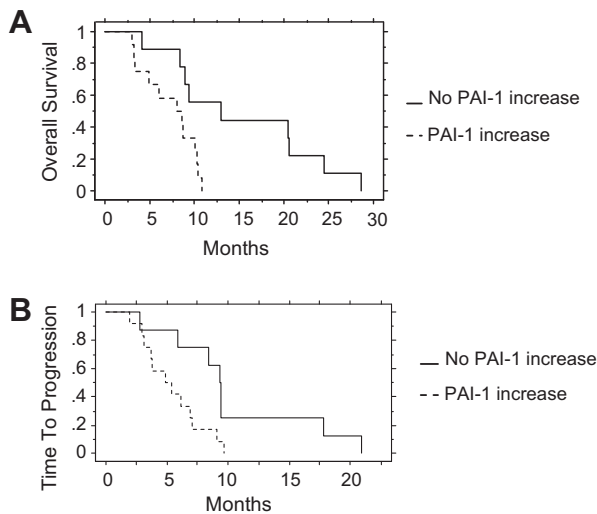 A
Overall Survival
1
.8
.6
.4
.2
0
0 5 10 15 20 25 30
Months
No PAI-1 increase
PAI-1 increase
B
Time To Progression
1
.8
.6
.4
.2
0
0 5 10 15 20
Months
No PAI-1 increase
PAI-1 increase